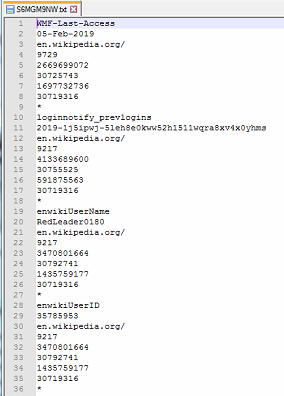 S6MGM9NW.txt
1 WMF-Last-Access
2 05-Feb-2019
3 en.wikipedia.org/
4 9729
5 2669699072
6 30725743
7 1697732736
8 30719316
9 *
10 loginnotify_prevlogins
11 2019-1j5ipwj-5leh8e0kww52h15l1wqra8xv4x0yhms
12 en.wikipedia.org/
13 9217
14 4133689600
15 30755525
16 591875563
17 30719316
18 *
19 enwikiUserName
20 RedLeader0180
21 en.wikipedia.org/
22 9217
23 3470801664
24 30792741
25 1435759177
26 30719316
27 *
28 enwikiUserID
29 35785953
30 en.wikipedia.org/
31 9217
32 3470801664
33 30792741
34 1435759177
35 30719316
36 *